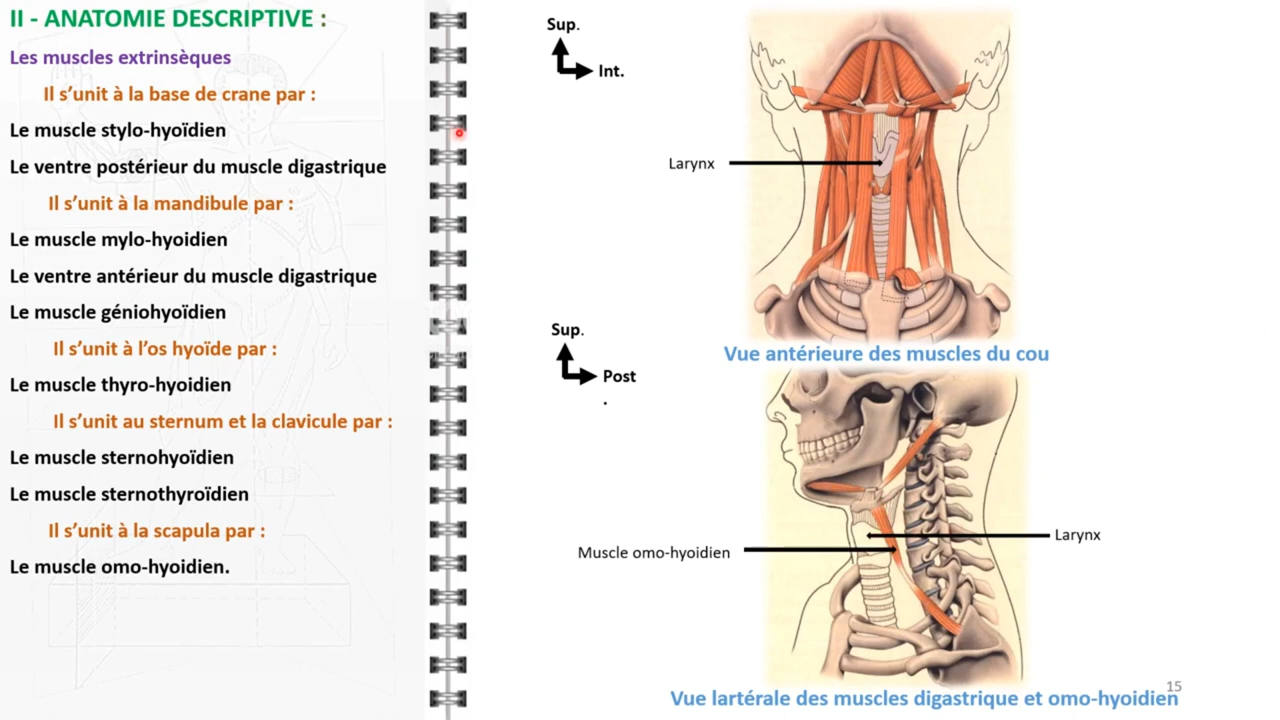 II - ANATOMIE DESCRIPTIVE :
Les muscles extrinsèques
Il s’unit à la base de crane par :
Le muscle stylo-hyoïdien
Le ventre postérieur du muscle digastrique
Il s’unit à la mandibule par :
Le muscle mylo-hyoidien
Le ventre antérieur du muscle digastrique
Le muscle géniohyoïdien
Il s’unit à l’os hyoïde par :
Le muscle thyro-hyoidien
Il s’unit au sternum et la clavicule par :
Le muscle sternohyoïdien
Le muscle sternothyroïdien
Il s’unit à la scapula par :
Le muscle omo-hyoidien.
Sup.
Int.
Larynx
Vue antérieure des muscles du cou
Sup.
Post
.
Larynx
Muscle omo-hyoidien
Vue lartérale des muscles digastrique et omo-hyoidien
15